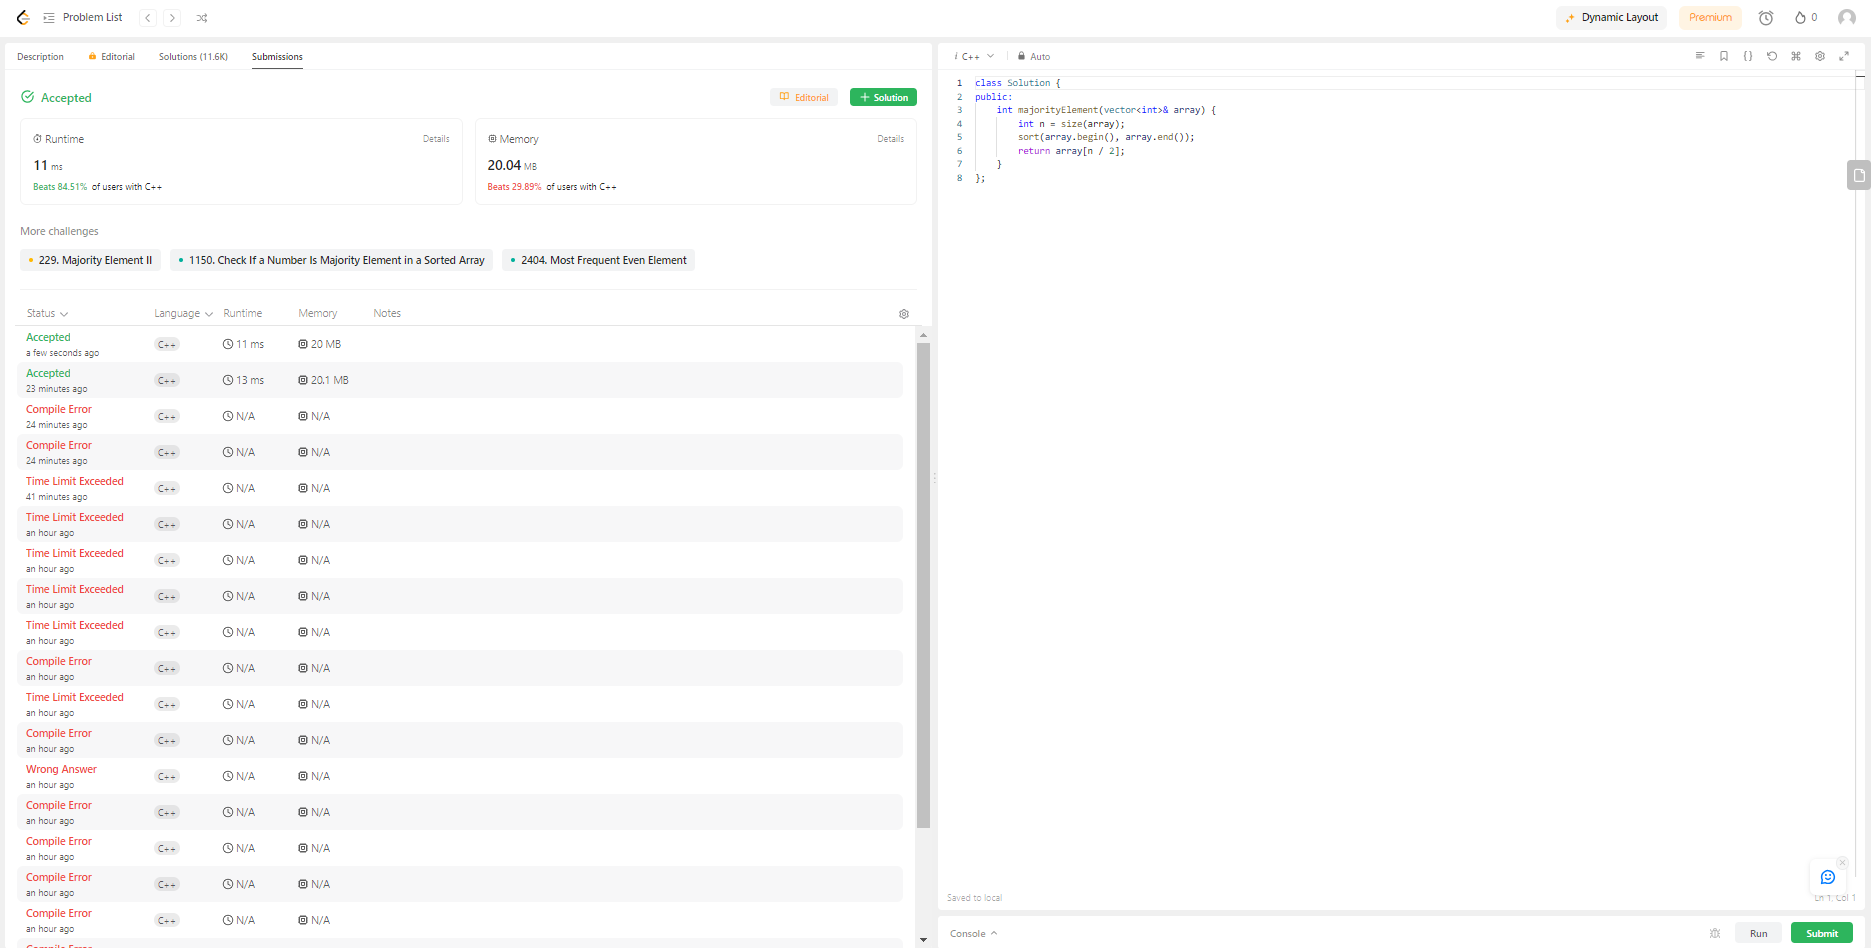 Problem List
Dynamic Layout Premium 0
Description Editorial Solutions (11.6K) Submissions
Accepted Editorial + Solution
Runtime Details
11 ms
Beats 84.51% of users with C++
Memory Details
20.04 MB
Beats 29.89% of users with C++
More challenges
229. Majority Element II 1150. Check If a Number Is Majority Element in a Sorted Array 2404. Most Frequent Even Element
Status Language Runtime Memory Notes
Accepted
a few seconds ago
C++ 11 ms 20 MB
Accepted
23 minutes ago
C++ 13 ms 20.1 MB
Compile Error
24 minutes ago
C++ N/A N/A
Compile Error
24 minutes ago
C++ N/A N/A
Time Limit Exceeded
41 minutes ago
C++ N/A N/A
Time Limit Exceeded
an hour ago
C++ N/A N/A
Time Limit Exceeded
an hour ago
C++ N/A N/A
Time Limit Exceeded
an hour ago
C++ N/A N/A
Time Limit Exceeded
an hour ago
C++ N/A N/A
Compile Error
an hour ago
C++ N/A N/A
Time Limit Exceeded
an hour ago
C++ N/A N/A
Compile Error
an hour ago
C++ N/A N/A
Wrong Answer
an hour ago
C++ N/A N/A
Compile Error
an hour ago
C++ N/A N/A
Compile Error
an hour ago
C++ N/A N/A
Compile Error
an hour ago
C++ N/A N/A
Compile Error
an hour ago
C++ N/A N/A
Compile Error
i C++ Auto
1 class Solution {
2 public:
3 int majorityElement(vector<int>& array) {
4 int n = size(array);
5 sort(array.begin(), array.end());
6 return array[n / 2];
7 }
8 };
Saved to local Ln 1, Col 1
Console Run Submit